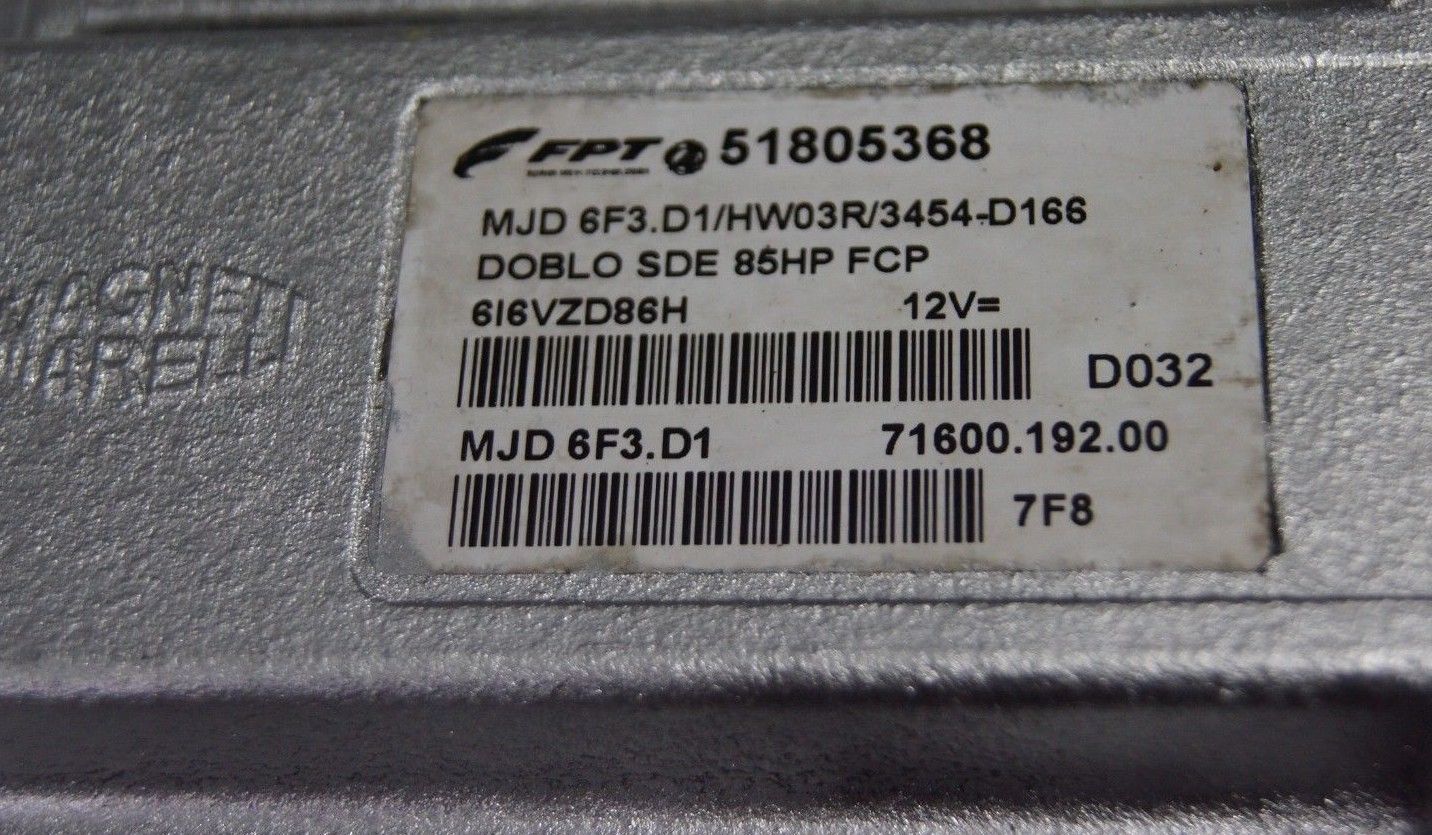 MAGNETI
MARELLI
FPT 51805368
MJD 6F3.D1/HW03R/3454-D166
DOBLO SDE 85HP FCP
6I6VZD86H 12V=
D032
MJD 6F3.D1 71600.192.00
7F8